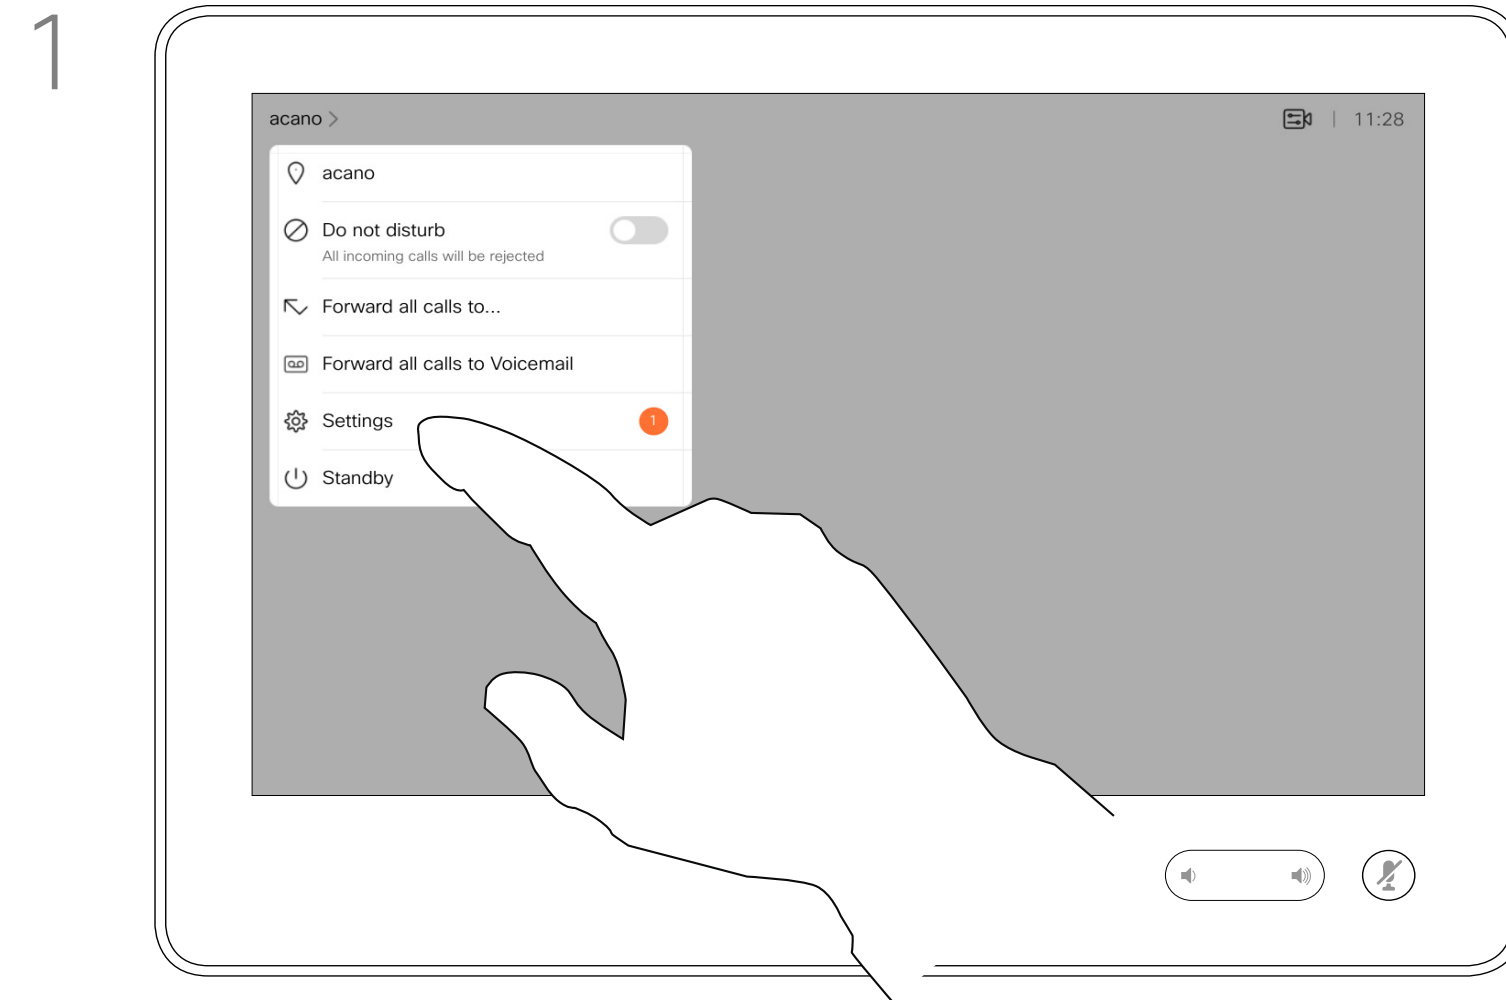 1
acano >
11:28
acano
Do not disturb
All incoming calls will be rejected
Forward all calls to...
Forward all calls to Voicemail
Settings
1
Standby